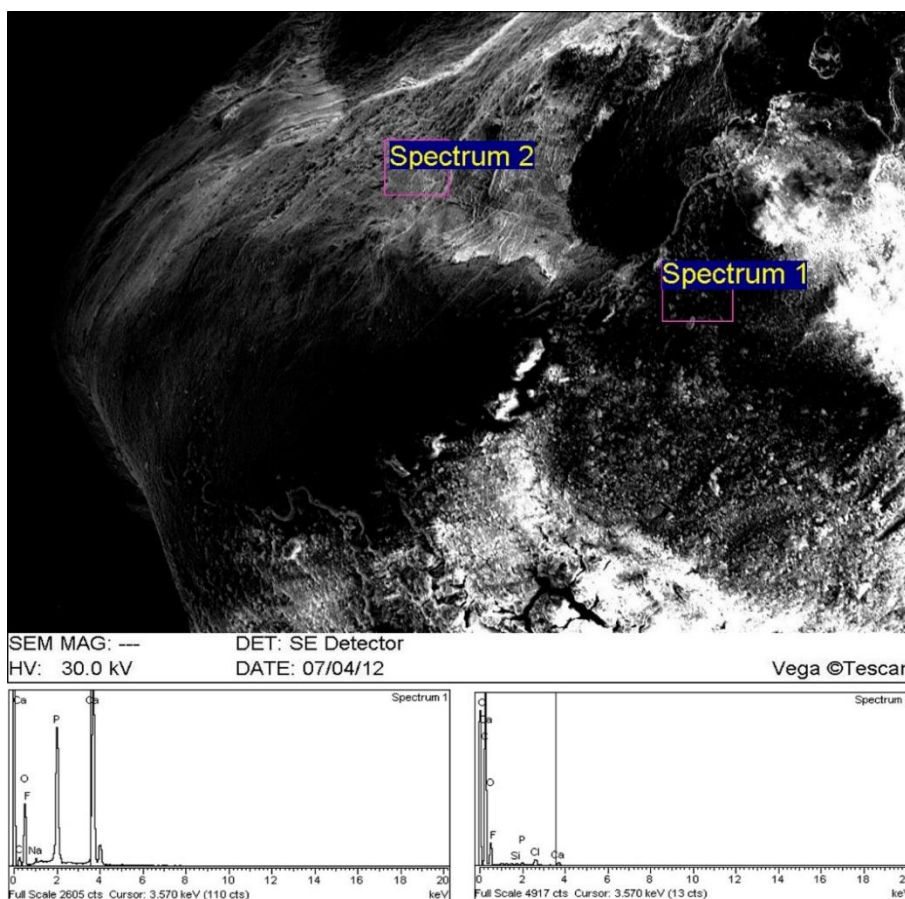 Spectrum 2
Spectrum 1
SEM MAG: --- DET: SE Detector
HV: 30.0 kV DATE: 07/04/12 Vega ©Tescan
Spectrum 1
Ca Ca
P
O
F
C Na
0 2 4 6 8 10 12 14 16 18 20
Full Scale 2605 cts Cursor: 3.570 keV (110 cts) keV
Spectrum
Ca
C
O
F P
Si Cl Ca
0 2 4 6 8 10 12 14 16 18 20
Full Scale 4917 cts Cursor: 3.570 keV (13 cts) keV